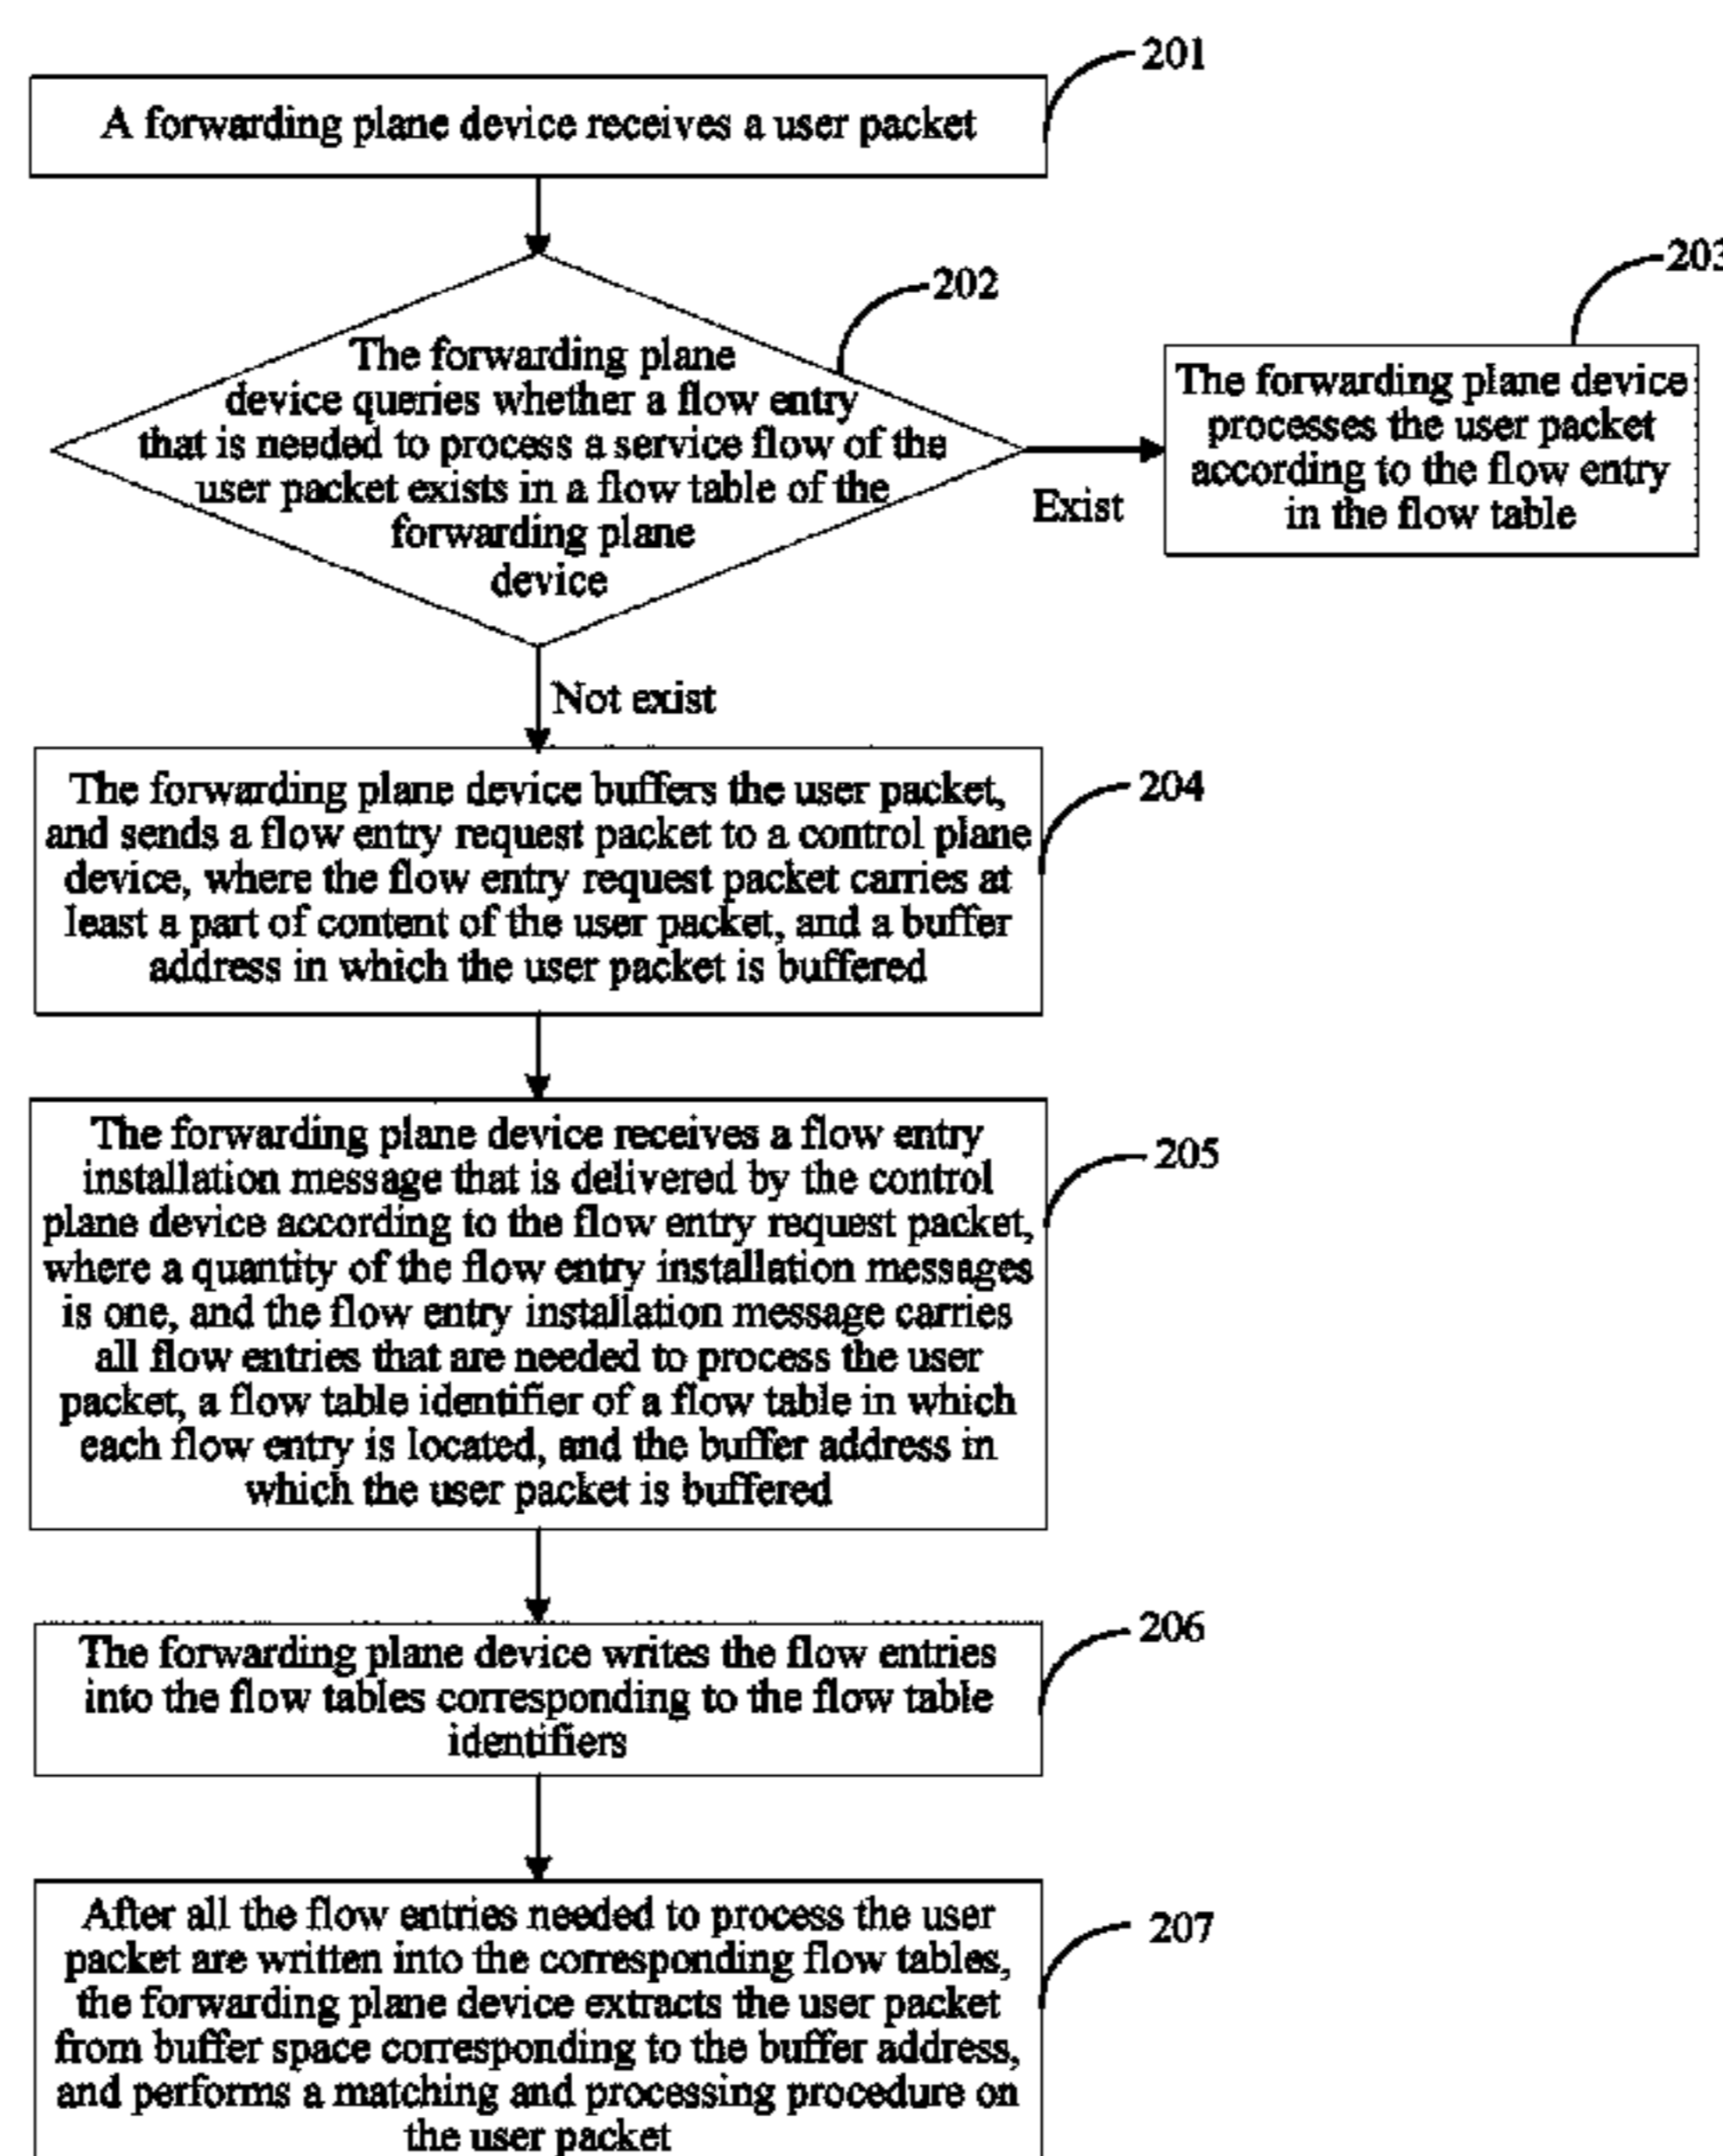 201
A forwarding plane device receives a user packet
202
The forwarding plane
device queries whether a flow entry
that is needed to process a service flow of the
user packet exists in a flow table of the
forwarding plane
device
Exist
203
The forwarding plane device
processes the user packet
according to the flow entry
in the flow table
Not exist
204
The forwarding plane device buffers the user packet,
and sends a flow entry request packet to a control plane
device, where the flow entry request packet carries at
least a part of content of the user packet, and a buffer
address in which the user packet is buffered
205
The forwarding plane device receives a flow entry
installation message that is delivered by the control
plane device according to the flow entry request packet,
where a quantity of the flow entry installation messages
is one, and the flow entry installation message carries
all flow entries that are needed to process the user
packet, a flow table identifier of a flow table in which
each flow entry is located, and the buffer address in
which the user packet is buffered
206
The forwarding plane device writes the flow entries
into the flow tables corresponding to the flow table
identifiers
207
After all the flow entries needed to process the user
packet are written into the corresponding flow tables,
the forwarding plane device extracts the user packet
from buffer space corresponding to the buffer address,
and performs a matching and processing procedure on
the user packet